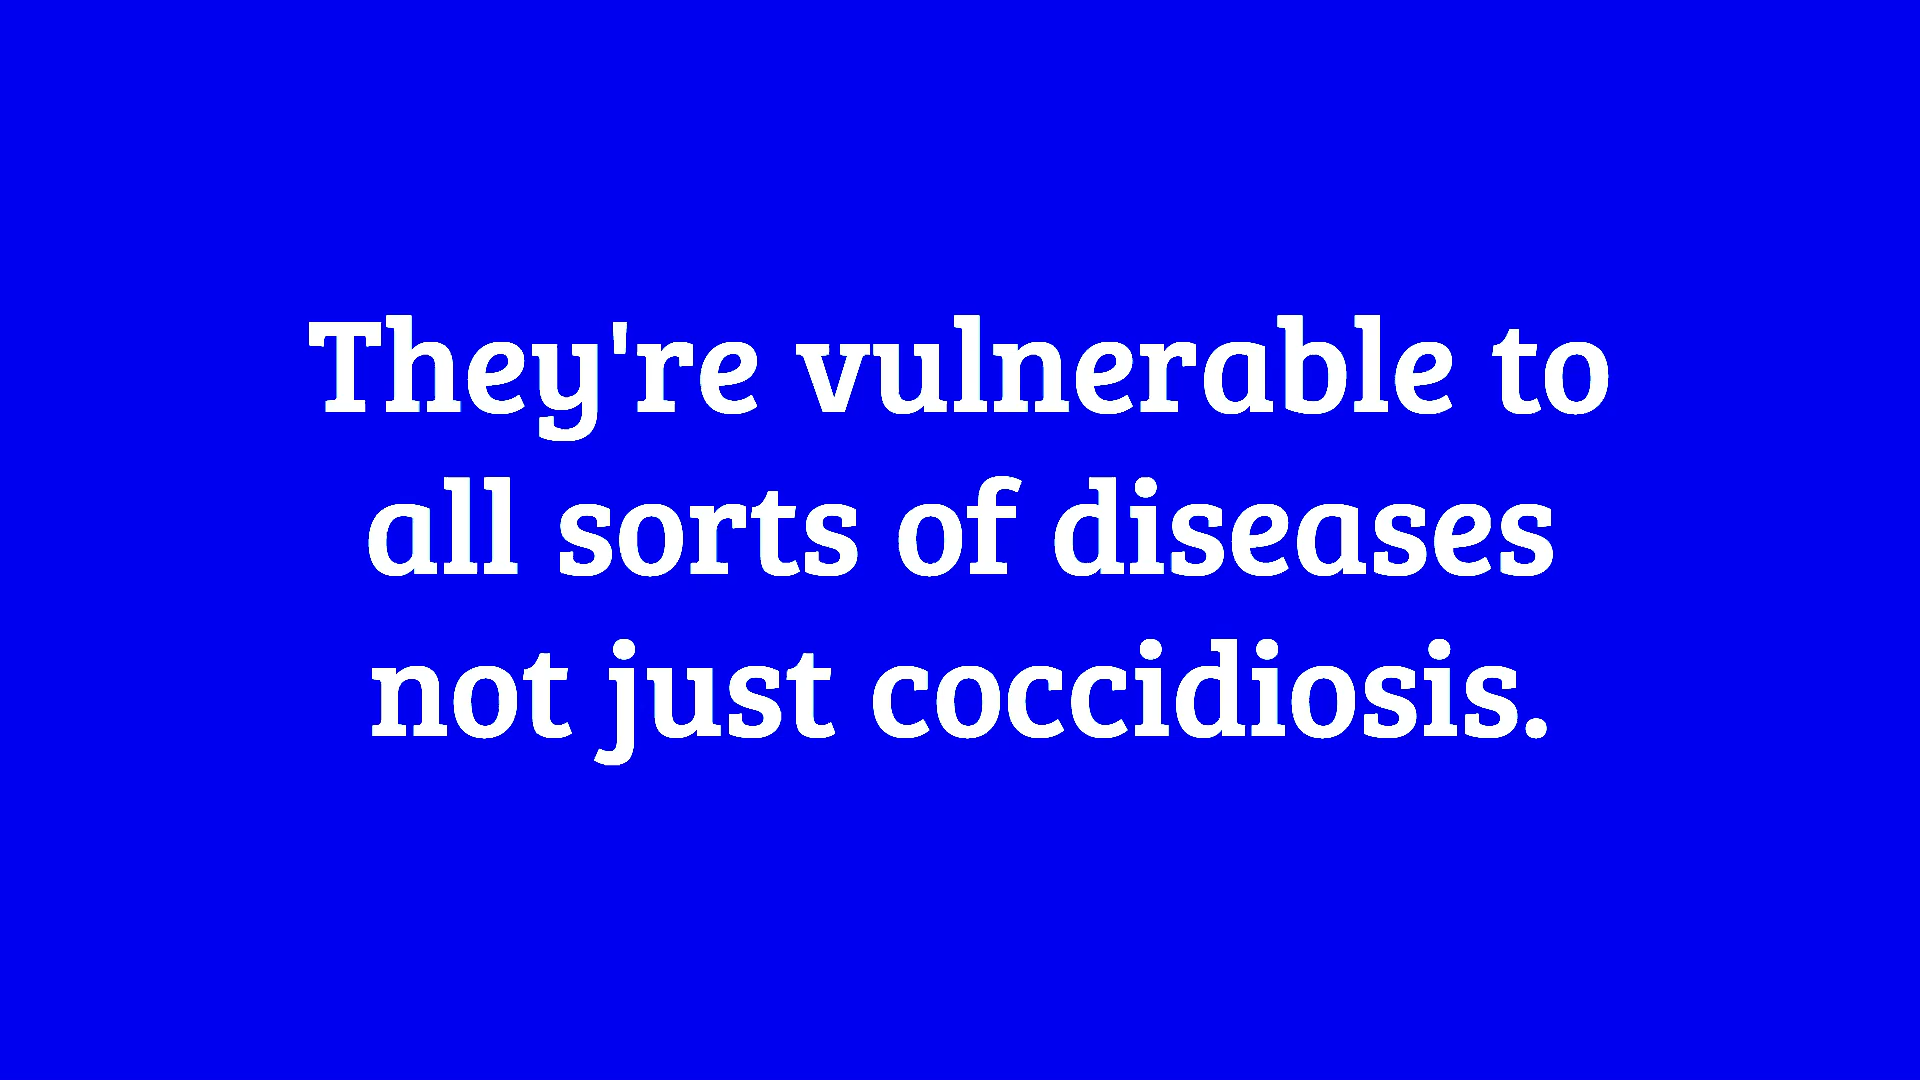 They're vulnerable to
all sorts of diseases
not just coccidiosis.